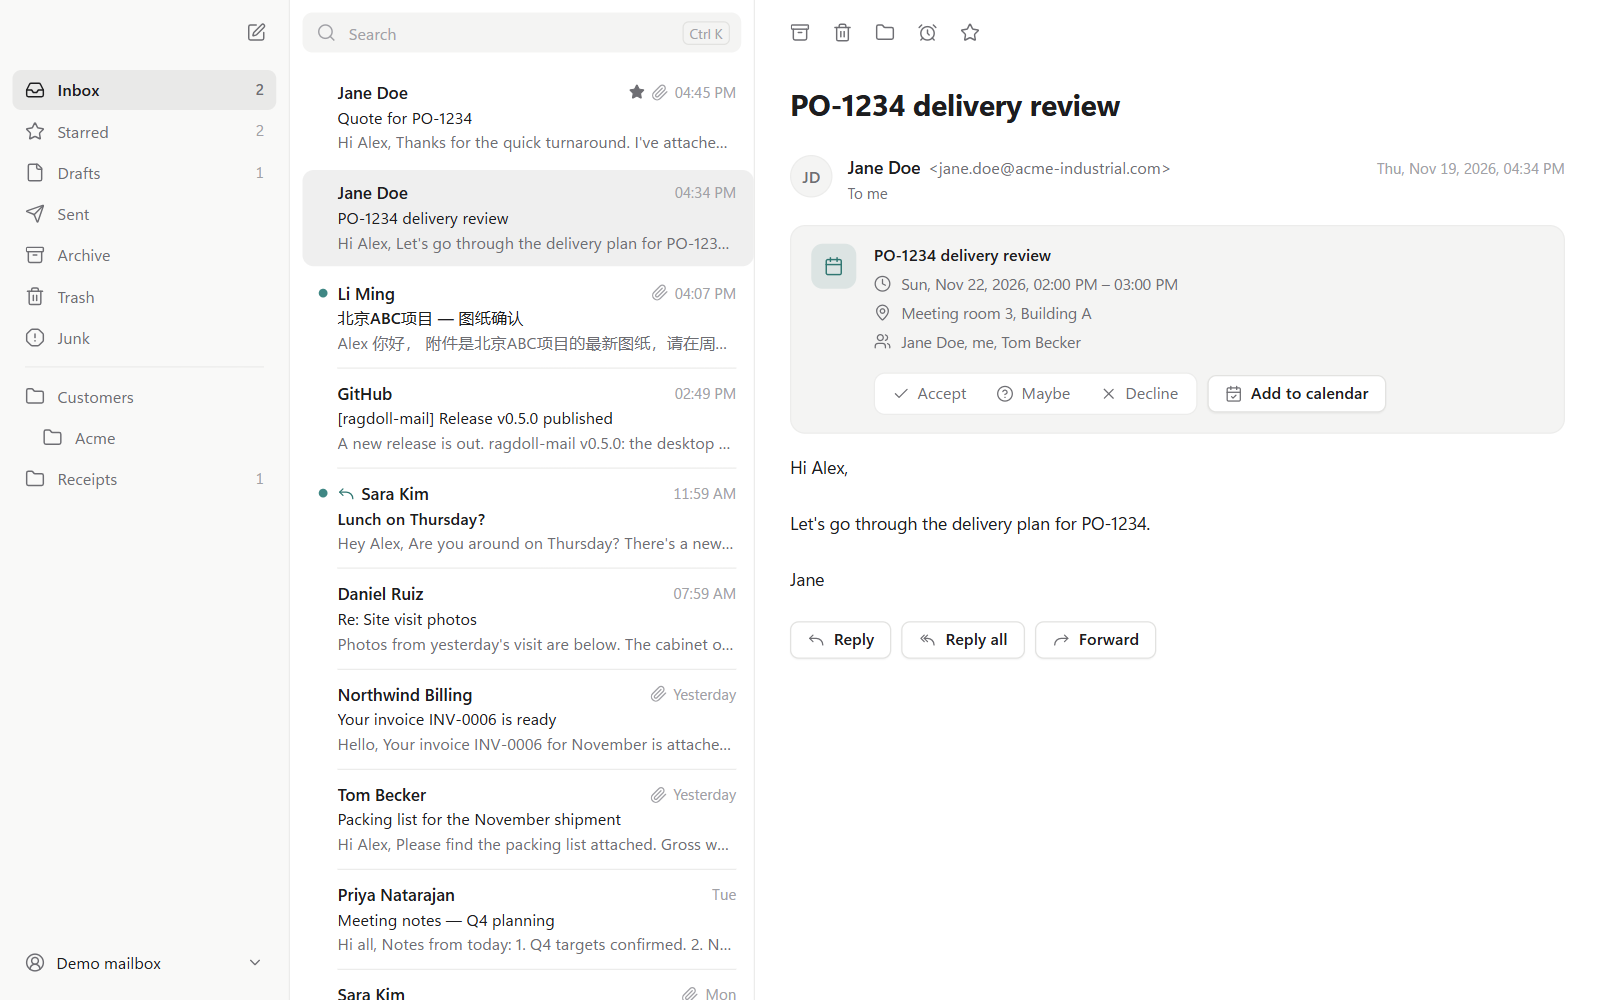 Inbox 2
Starred 2
Drafts 1
Sent
Archive
Trash
Junk
Customers
Acme
Receipts 1
Demo mailbox
Search Ctrl K
Jane Doe 04:45 PM
Quote for PO-1234
Hi Alex, Thanks for the quick turnaround. I've attache...
Jane Doe 04:34 PM
PO-1234 delivery review
Hi Alex, Let's go through the delivery plan for PO-123...
Li Ming 04:07 PM
北京ABC项目 — 图纸确认
Alex 你好， 附件是北京ABC项目的最新图纸，请在周...
GitHub 02:49 PM
[ragdoll-mail] Release v0.5.0 published
A new release is out. ragdoll-mail v0.5.0: the desktop ...
Sara Kim 11:59 AM
Lunch on Thursday?
Hey Alex, Are you around on Thursday? There's a new...
Daniel Ruiz 07:59 AM
Re: Site visit photos
Photos from yesterday's visit are below. The cabinet o...
Northwind Billing Yesterday
Your invoice INV-0006 is ready
Hello, Your invoice INV-0006 for November is attache...
Tom Becker Yesterday
Packing list for the November shipment
Hi Alex, Please find the packing list attached. Gross w...
Priya Natarajan Tue
Meeting notes — Q4 planning
Hi all, Notes from today: 1. Q4 targets confirmed. 2. N...
Sara Kim Mon
PO-1234 delivery review
JD
Jane Doe <jane.doe@acme-industrial.com> Thu, Nov 19, 2026, 04:34 PM
To me
PO-1234 delivery review
Sun, Nov 22, 2026, 02:00 PM – 03:00 PM
Meeting room 3, Building A
Jane Doe, me, Tom Becker
Accept Maybe Decline Add to calendar
Hi Alex,
Let's go through the delivery plan for PO-1234.
Jane
Reply Reply all Forward